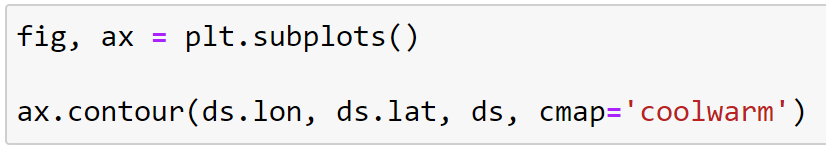 fig, ax = plt.subplots()
ax.contour(ds.lon, ds.lat, ds, cmap='coolwarm')